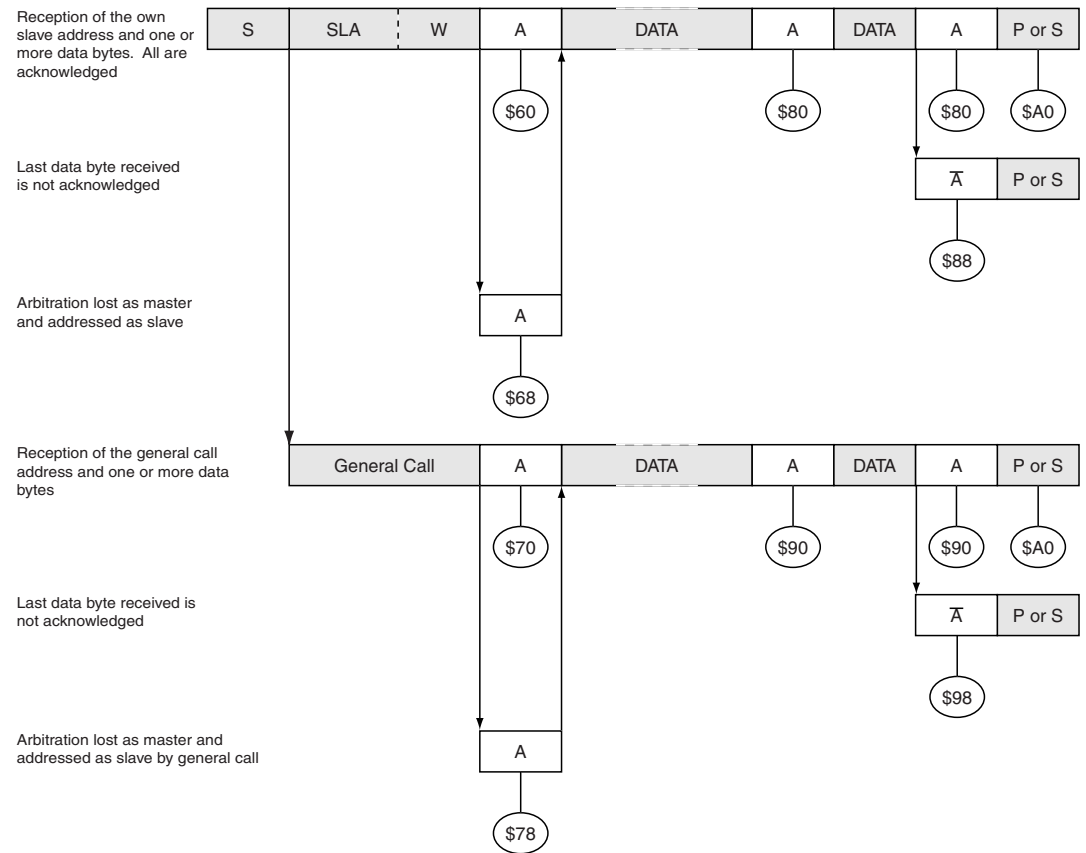 Reception of the own
slave address and one or
more data bytes. All are
acknowledged
S SLA W A DATA A DATA A P or S
$60 $80 $80 $A0
Last data byte received
is not acknowledged
A̅ P or S
$88
Arbitration lost as master
and addressed as slave
A
$68
Reception of the general call
address and one or more data
bytes
General Call A DATA A DATA A P or S
$70 $90 $90 $A0
Last data byte received is
not acknowledged
A̅ P or S
$98
Arbitration lost as master and
addressed as slave by general call
A
$78